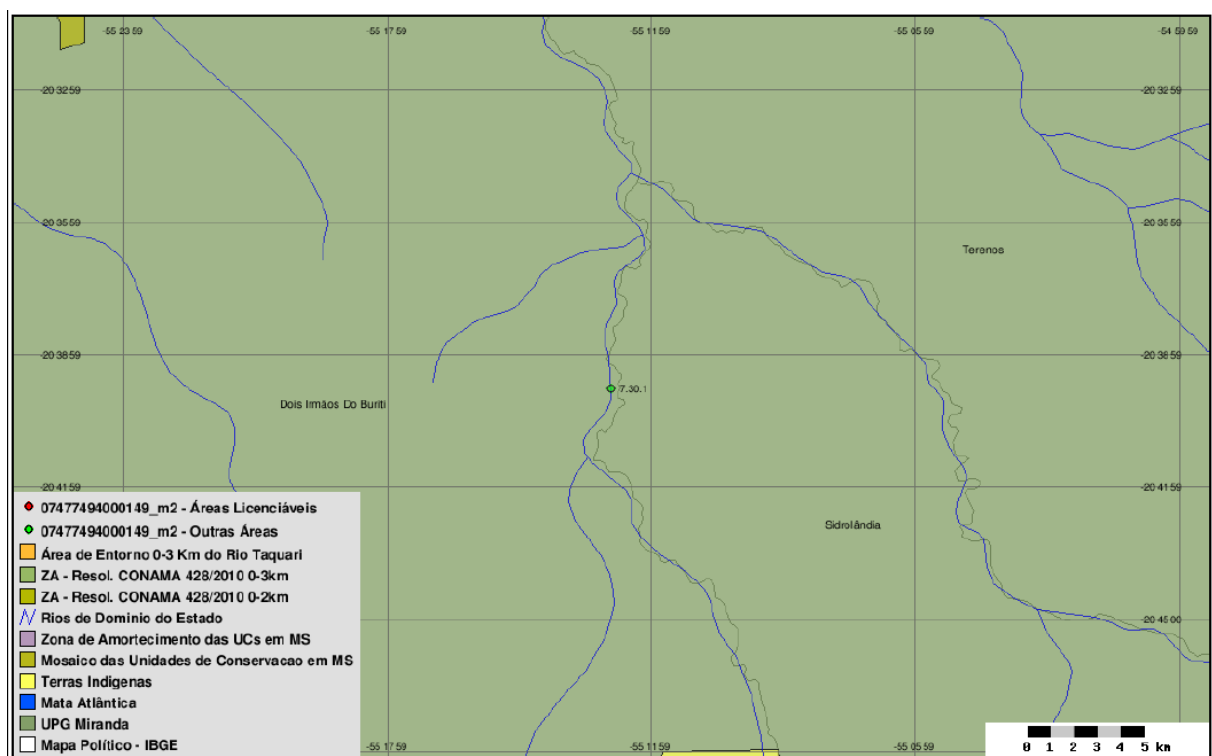 -55 23 59
-55 17 59
-55 11 59
-55 05 59
-54 59 59
-20 32 59
-20 32 59
-20 35 59
-20 35 59
Terenos
-20 38 59
-20 38 59
7.30.1
Dois Irmãos Do Buriti
-20 41 59
-20 41 59
Sidrolândia
07477494000149_m2 - Áreas Licenciáveis
07477494000149_m2 - Outras Áreas
Área de Entorno 0-3 Km do Rio Taquari
ZA - Resol. CONAMA 428/2010 0-3km
ZA - Resol. CONAMA 428/2010 0-2km
Rios de Dominio do Estado
Zona de Amortecimento das UCs em MS
Mosaico das Unidades de Conservacao em MS
Terras Indigenas
Mata Atlântica
UPG Miranda
Mapa Político - IBGE
-20 45 00
-55 17 59
-55 11 59
-55 05 59
0 1 2 3 4 5 km